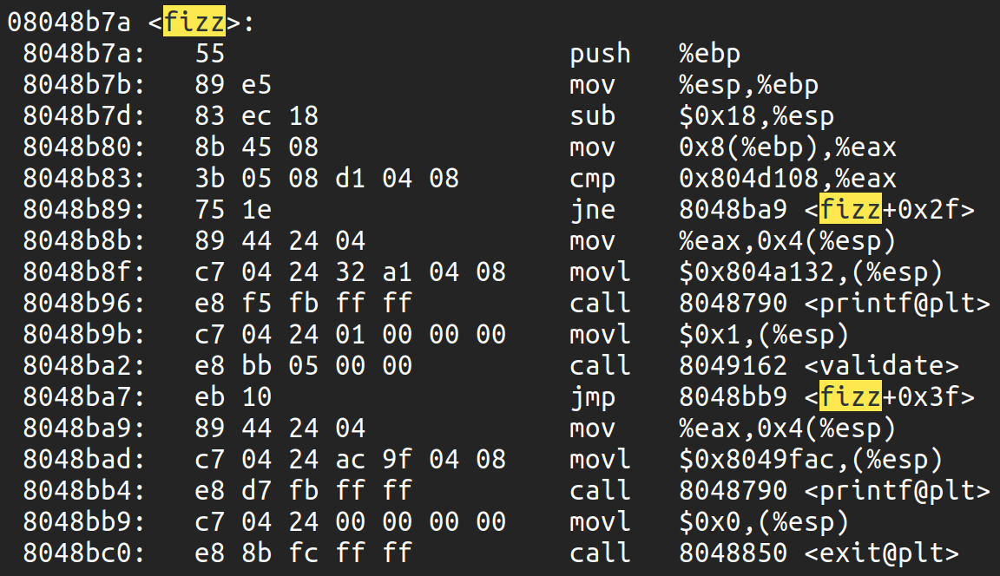 08048b7a <fizz>:
8048b7a: 55 push %ebp
8048b7b: 89 e5 mov %esp,%ebp
8048b7d: 83 ec 18 sub $0x18,%esp
8048b80: 8b 45 08 mov 0x8(%ebp),%eax
8048b83: 3b 05 08 d1 04 08 cmp 0x804d108,%eax
8048b89: 75 1e jne 8048ba9 <fizz+0x2f>
8048b8b: 89 44 24 04 mov %eax,0x4(%esp)
8048b8f: c7 04 24 32 a1 04 08 movl $0x804a132,(%esp)
8048b96: e8 f5 fb ff ff call 8048790 <printf@plt>
8048b9b: c7 04 24 01 00 00 00 movl $0x1,(%esp)
8048ba2: e8 bb 05 00 00 call 8049162 <validate>
8048ba7: eb 10 jmp 8048bb9 <fizz+0x3f>
8048ba9: 89 44 24 04 mov %eax,0x4(%esp)
8048bad: c7 04 24 ac 9f 04 08 movl $0x8049fac,(%esp)
8048bb4: e8 d7 fb ff ff call 8048790 <printf@plt>
8048bb9: c7 04 24 00 00 00 00 movl $0x0,(%esp)
8048bc0: e8 8b fc ff ff call 8048850 <exit@plt>